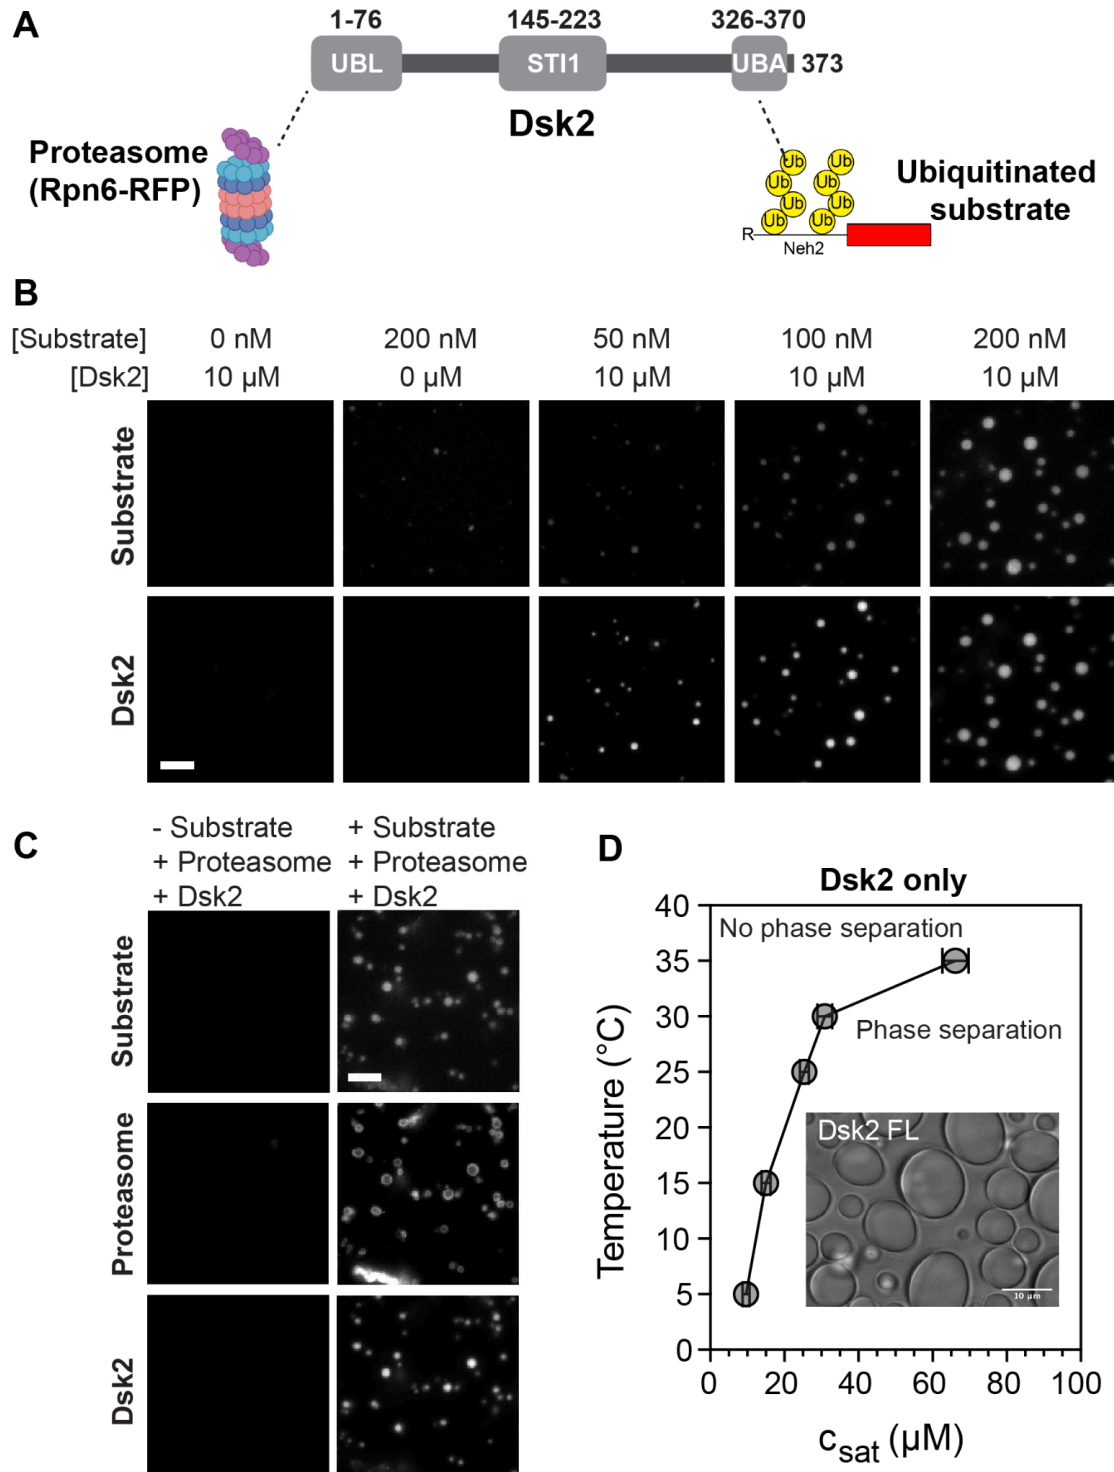 A
1-76 145-223 326-370
UBL STI1 UBA 373
Dsk2
Proteasome
(Rpn6-RFP)
Ub Ub
Ub Ub
Ub Ub
Ub Ub
R
Neh2
Ubiquitinated
substrate
B
[Substrate] 0 nM 200 nM 50 nM 100 nM 200 nM
[Dsk2] 10 µM 0 µM 10 µM 10 µM 10 µM
Substrate
Dsk2
C
- Substrate + Substrate
+ Proteasome + Proteasome
+ Dsk2 + Dsk2
Substrate
Proteasome
Dsk2
D
Dsk2 only
40
35
30
25
20
15
10
5
0
Temperature (°C)
No phase separation
Phase separation
Dsk2 FL
10 µm
0 20 40 60 80 100
csat (µM)